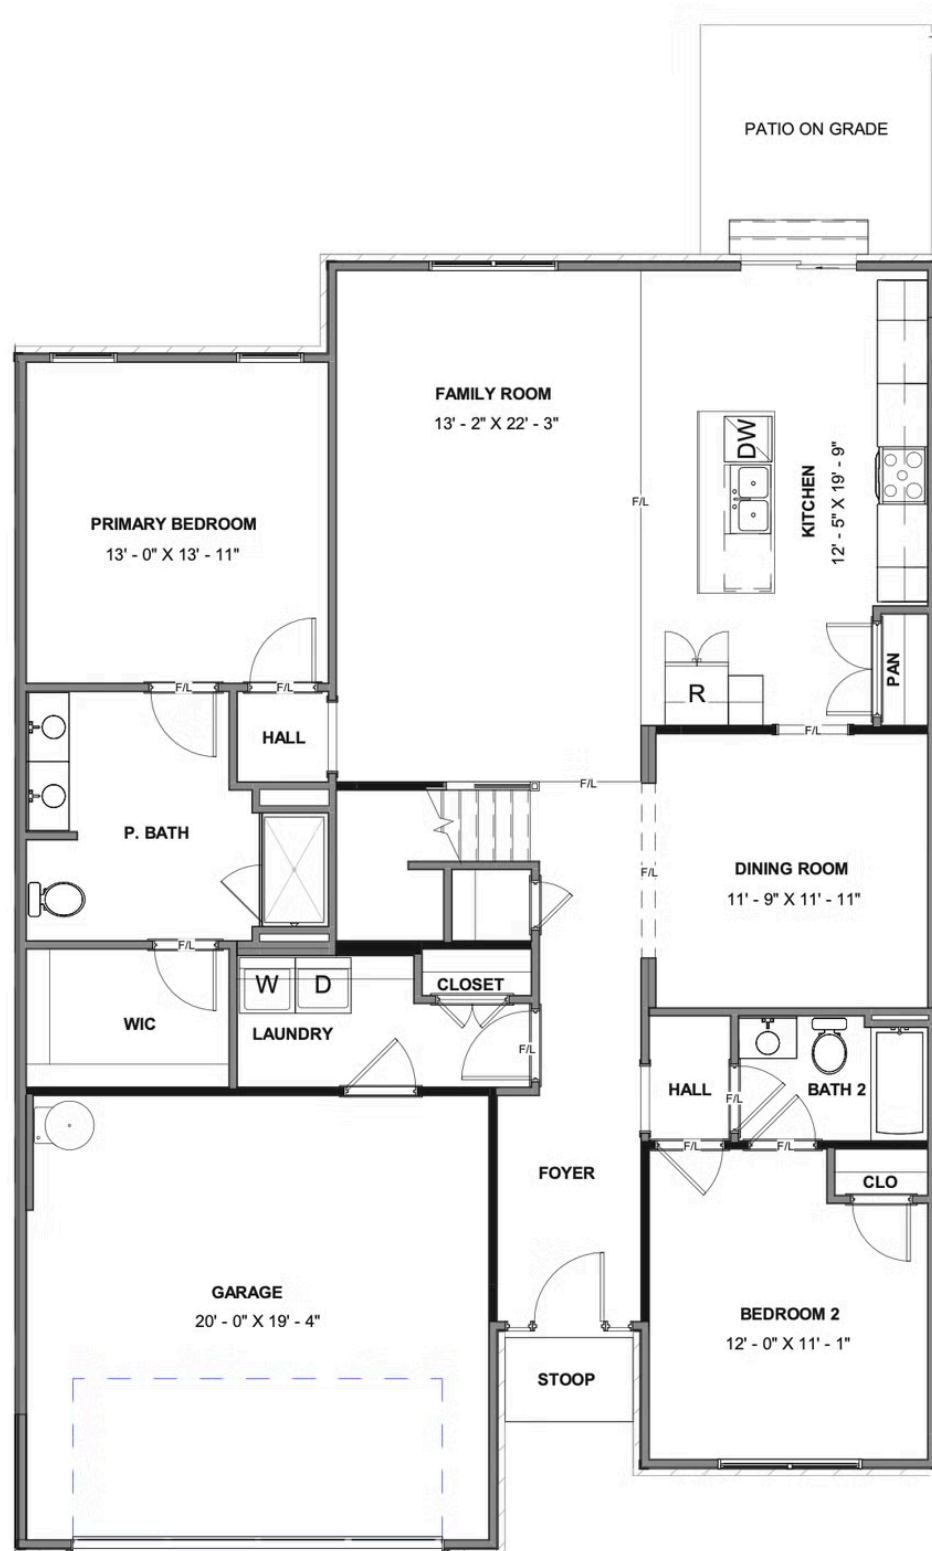 PATIO ON GRADE
FAMILY ROOM
13' - 2" X 22' - 3"
DW
KITCHEN
12' - 5" X 19' - 9"
F/L
PRIMARY BEDROOM
13' - 0" X 13' - 11"
F/L
F/L
R
PAN
HALL
F/L
F/L
P. BATH
DINING ROOM
11' - 9" X 11' - 11"
F/L
F/L
W
D
CLOSET
WIC
LAUNDRY
F/L
HALL
BATH 2
F/L
F/L
F/L
FOYER
CLO
GARAGE
20' - 0" X 19' - 4"
BEDROOM 2
12' - 0" X 11' - 1"
STOOP